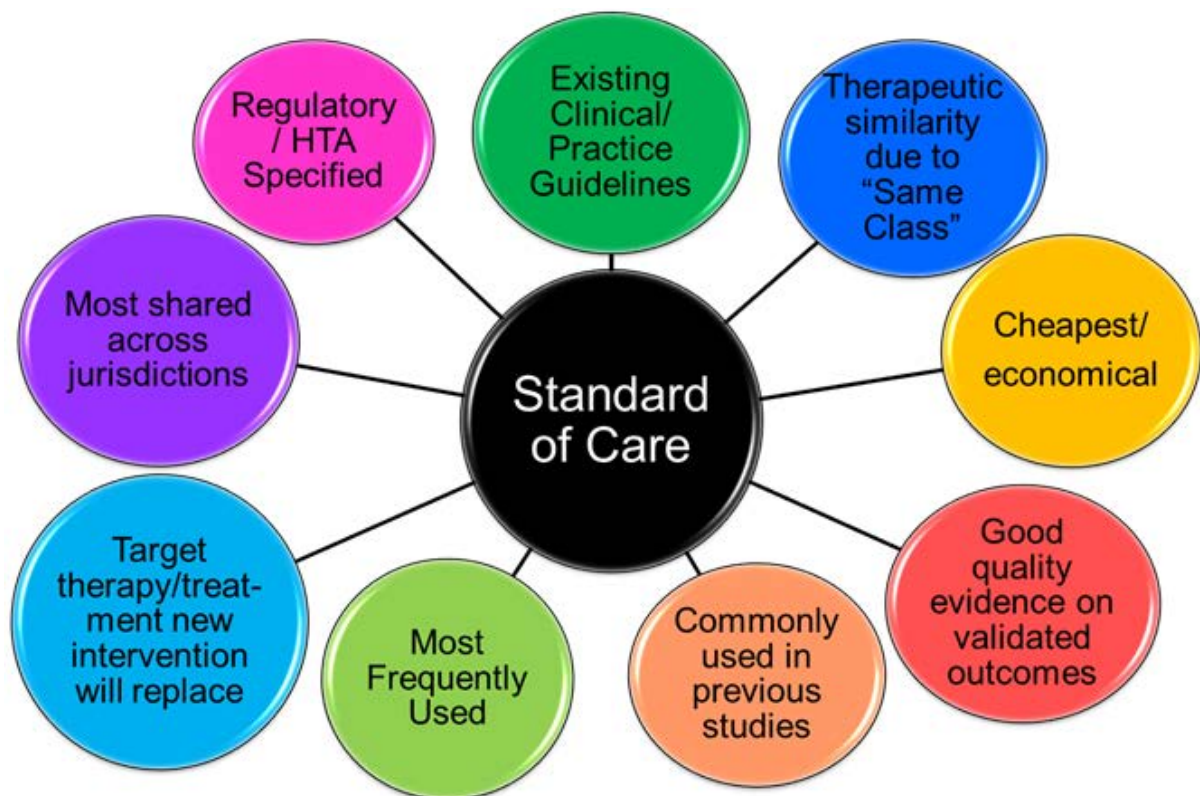 Regulatory
/ HTA
Specified
Existing
Clinical/
Practice
Guidelines
Therapeutic
similarity
due to
“Same
Class”
Most shared
across
jurisdictions
Cheapest/
economical
Standard
of Care
Target
therapy/treat-
ment new
intervention
will replace
Most
Frequently
Used
Commonly
used in
previous
studies
Good
quality
evidence on
validated
outcomes